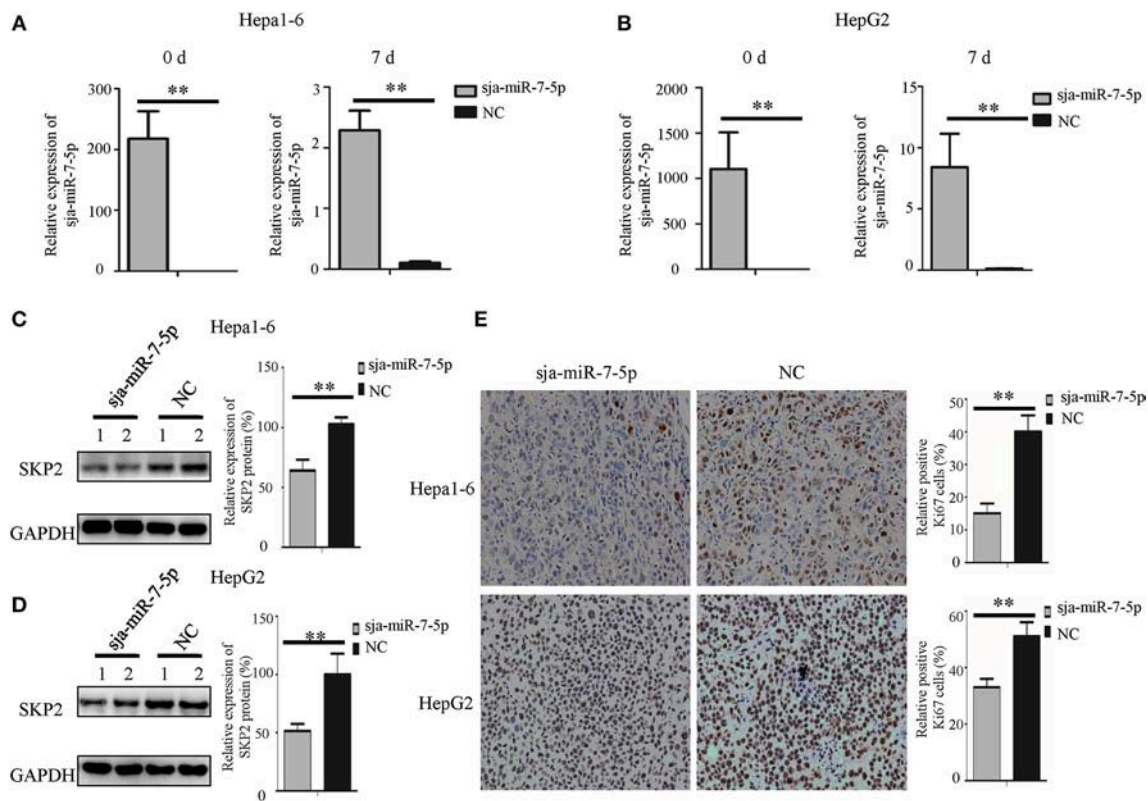 A
Hepa1-6
0 d
7 d
Relative expression of
sja-miR-7-5p
300
200
100
0
**
Relative expression of
sja-miR-7-5p
3
2
1
0
**
sja-miR-7-5p
NC
B
HepG2
0 d
7 d
Relative expression of
sja-miR-7-5p
2000
1500
1000
500
0
**
Relative expression of
sja-miR-7-5p
15
10
5
0
**
sja-miR-7-5p
NC
C
Hepa1-6
sja-miR-7-5p
NC
1 2 1 2
SKP2
GAPDH
Relative expression of
SKP2 protein (%)
150
100
50
0
**
sja-miR-7-5p
NC
D
HepG2
sja-miR-7-5p
NC
1 2 1 2
SKP2
GAPDH
Relative expression of
SKP2 protein (%)
150
100
50
0
**
sja-miR-7-5p
NC
E
sja-miR-7-5p
NC
Hepa1-6
HepG2
Relative positive
Ki67 cells (%)
50
40
30
20
10
0
**
sja-miR-7-5p
NC
Relative positive
Ki67 cells (%)
60
40
20
0
**
sja-miR-7-5p
NC